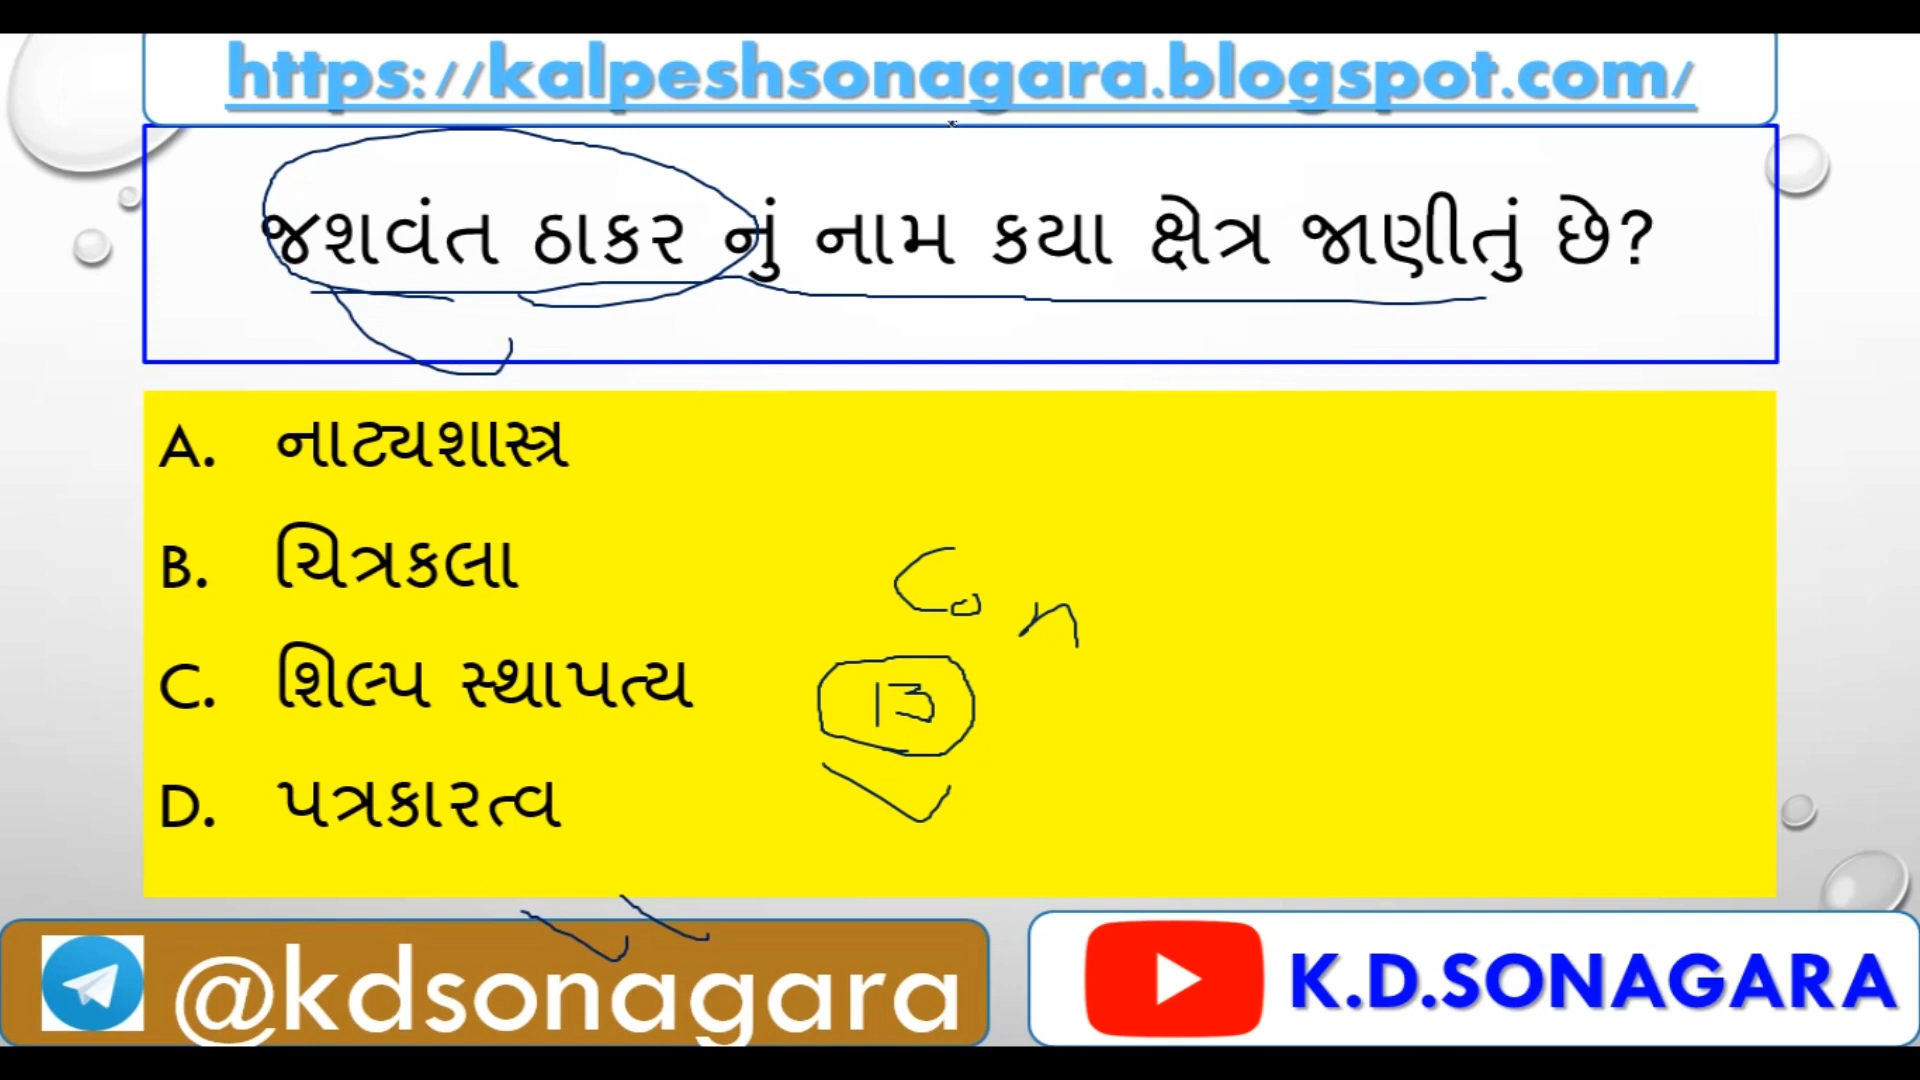 https://kalpeshsonagara.blogspot.com/
જશવંત ઠાકર નું નામ કયા ક્ષેત્ર જાણીતું છે?
A. નાટ્યશાસ્ત્ર
B. ચિત્રકલા
C. શિલ્પ સ્થાપત્ય
D. પત્રકારત્વ
13
@kdsonagara
K.D.SONAGARA